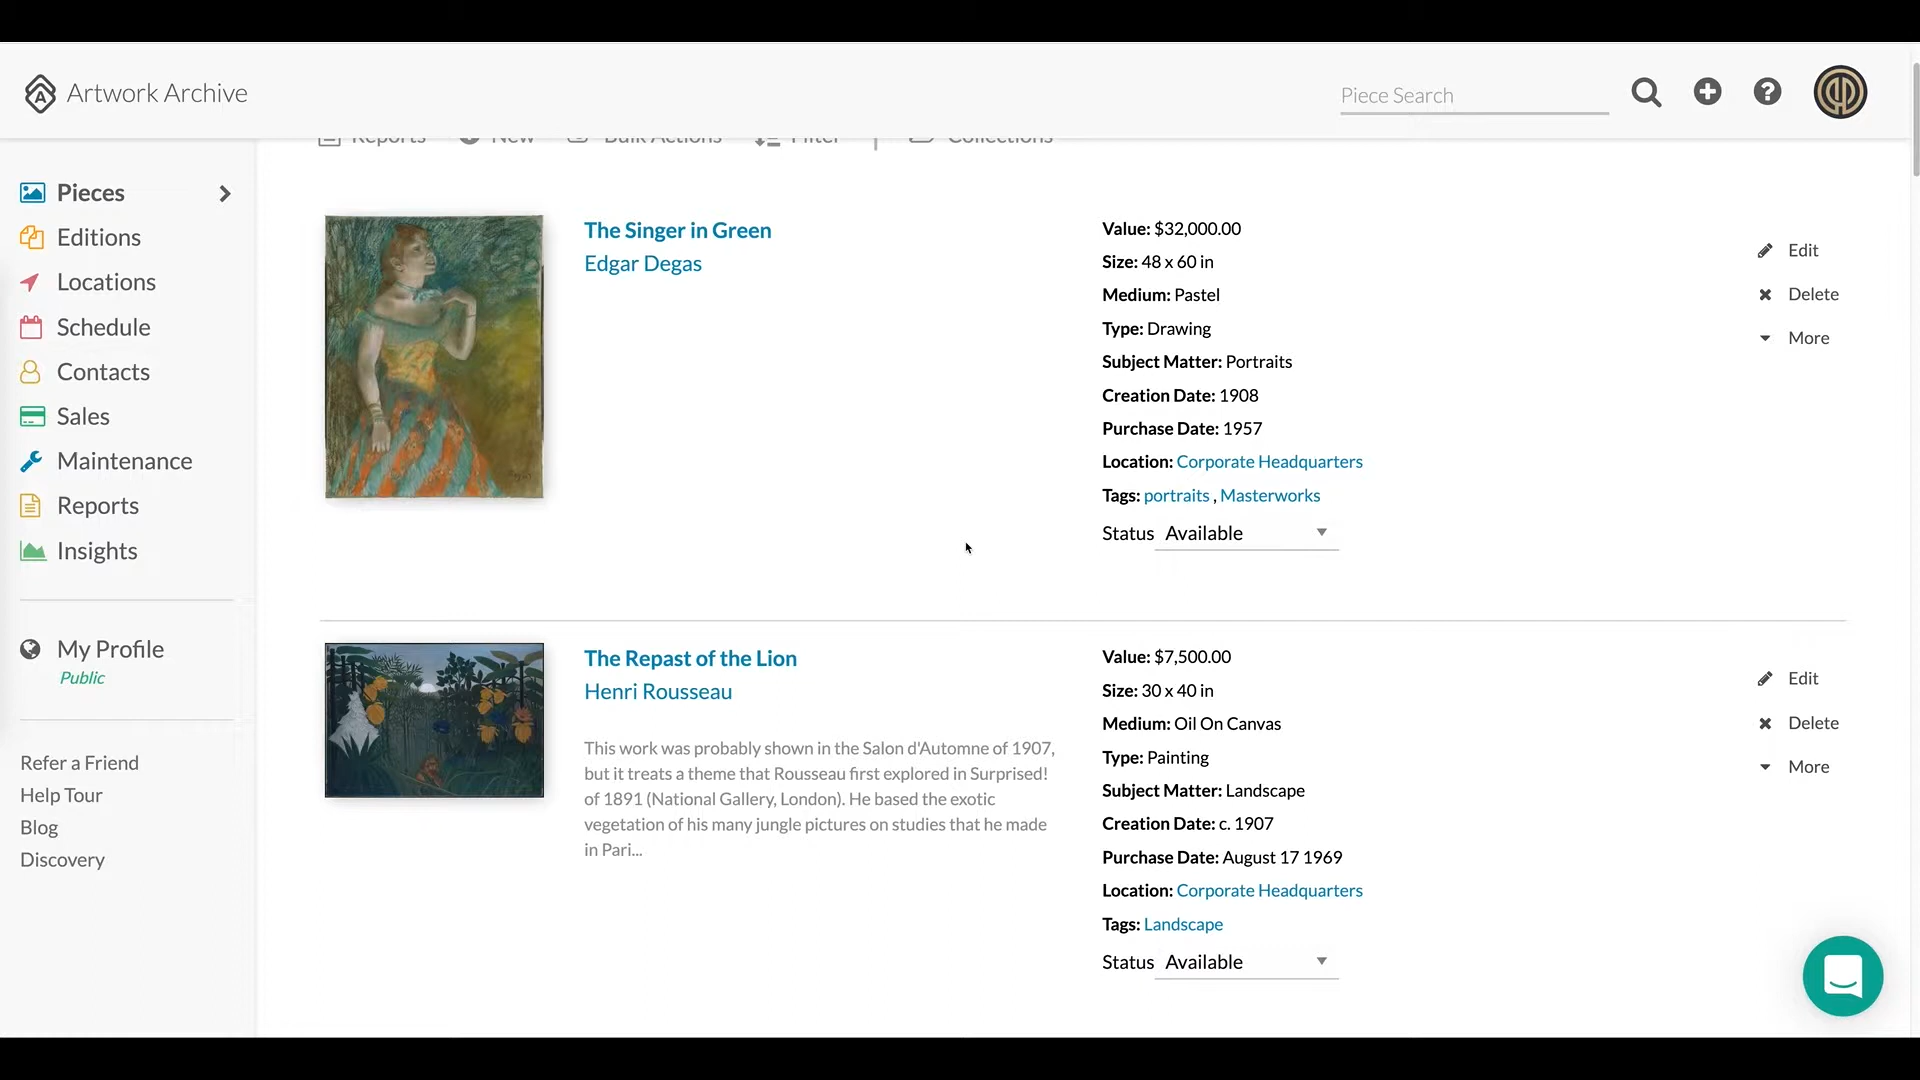 Artwork Archive
Piece Search
Reports New Bulk Actions Filter Collections
Pieces
Editions
Locations
Schedule
Contacts
Sales
Maintenance
Reports
Insights
My Profile
Public
Refer a Friend
Help Tour
Blog
Discovery
The Singer in Green
Edgar Degas
Value: $32,000.00
Size: 48 x 60 in
Medium: Pastel
Type: Drawing
Subject Matter: Portraits
Creation Date: 1908
Purchase Date: 1957
Location: Corporate Headquarters
Tags: portraits , Masterworks
Status Available
Edit
Delete
More
The Repast of the Lion
Henri Rousseau
This work was probably shown in the Salon d'Automne of 1907,
but it treats a theme that Rousseau first explored in Surprised!
of 1891 (National Gallery, London). He based the exotic
vegetation of his many jungle pictures on studies that he made
in Pari...
Value: $7,500.00
Size: 30 x 40 in
Medium: Oil On Canvas
Type: Painting
Subject Matter: Landscape
Creation Date: c. 1907
Purchase Date: August 17 1969
Location: Corporate Headquarters
Tags: Landscape
Status Available
Edit
Delete
More